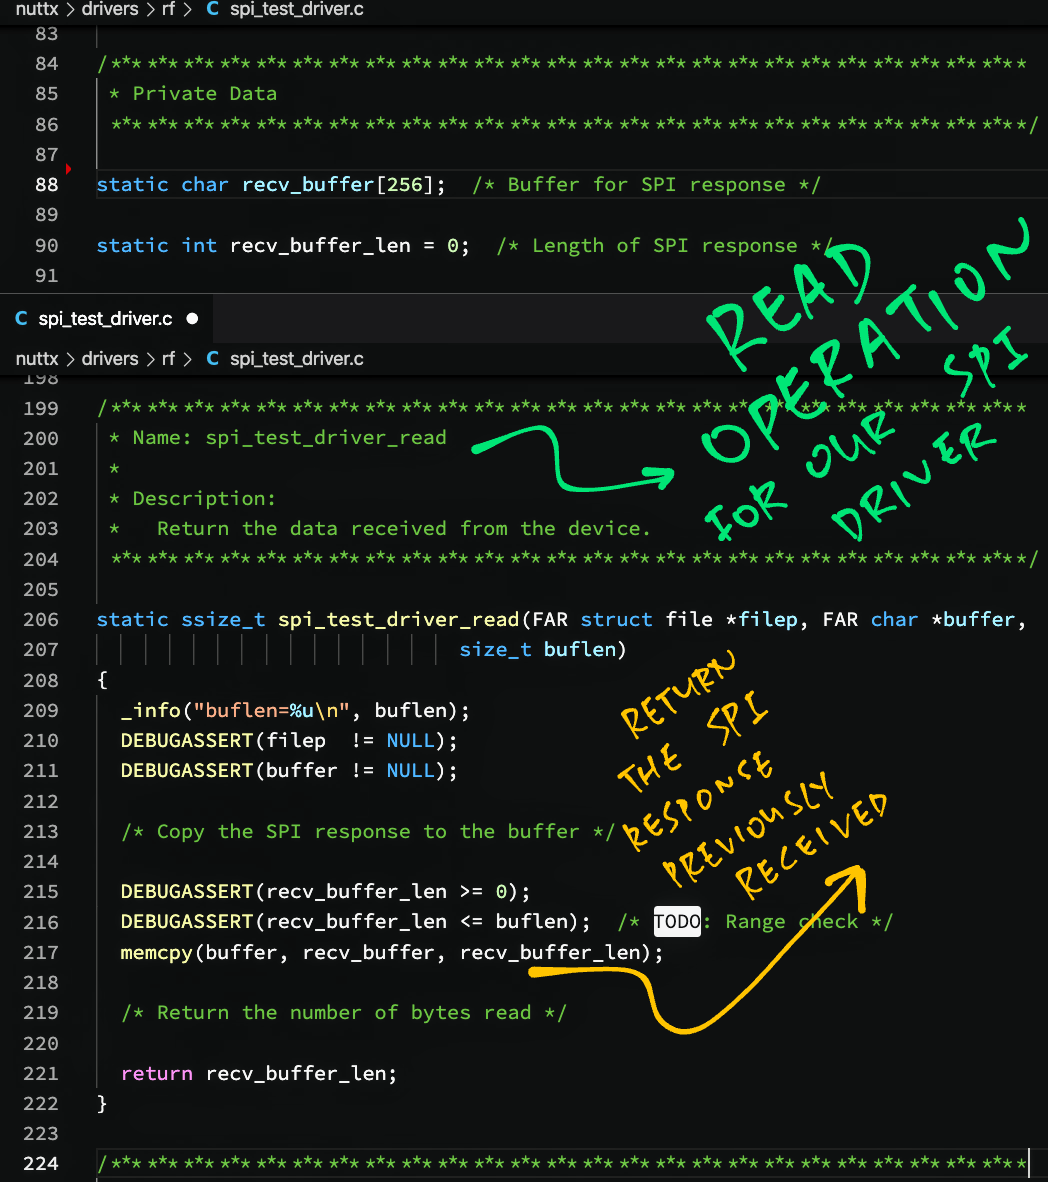 nuttx > drivers > rf > C spi_test_driver.c
83
84 /****************************************************************************
85  * Private Data
86  ****************************************************************************/
87
88 static char recv_buffer[256];  /* Buffer for SPI response */
89
90 static int recv_buffer_len = 0;  /* Length of SPI response */
91
C spi_test_driver.c ●
nuttx > drivers > rf > C spi_test_driver.c
198
199 /****************************************************************************
200  * Name: spi_test_driver_read
201  *
202  * Description:
203  *   Return the data received from the device.
204  ****************************************************************************/
205
206 static ssize_t spi_test_driver_read(FAR struct file *filep, FAR char *buffer,
207                               size_t buflen)
208 {
209   _info("buflen=%u\n", buflen);
210   DEBUGASSERT(filep  != NULL);
211   DEBUGASSERT(buffer != NULL);
212
213   /* Copy the SPI response to the buffer */
214
215   DEBUGASSERT(recv_buffer_len >= 0);
216   DEBUGASSERT(recv_buffer_len <= buflen);  /* TODO: Range check */
217   memcpy(buffer, recv_buffer, recv_buffer_len);
218
219   /* Return the number of bytes read */
220
221   return recv_buffer_len;
222 }
223
224 /****************************************************************************
READ
OPERATION
FOR OUR SPI
DRIVER
RETURN
THE SPI
RESPONSE
PREVIOUSLY
RECEIVED